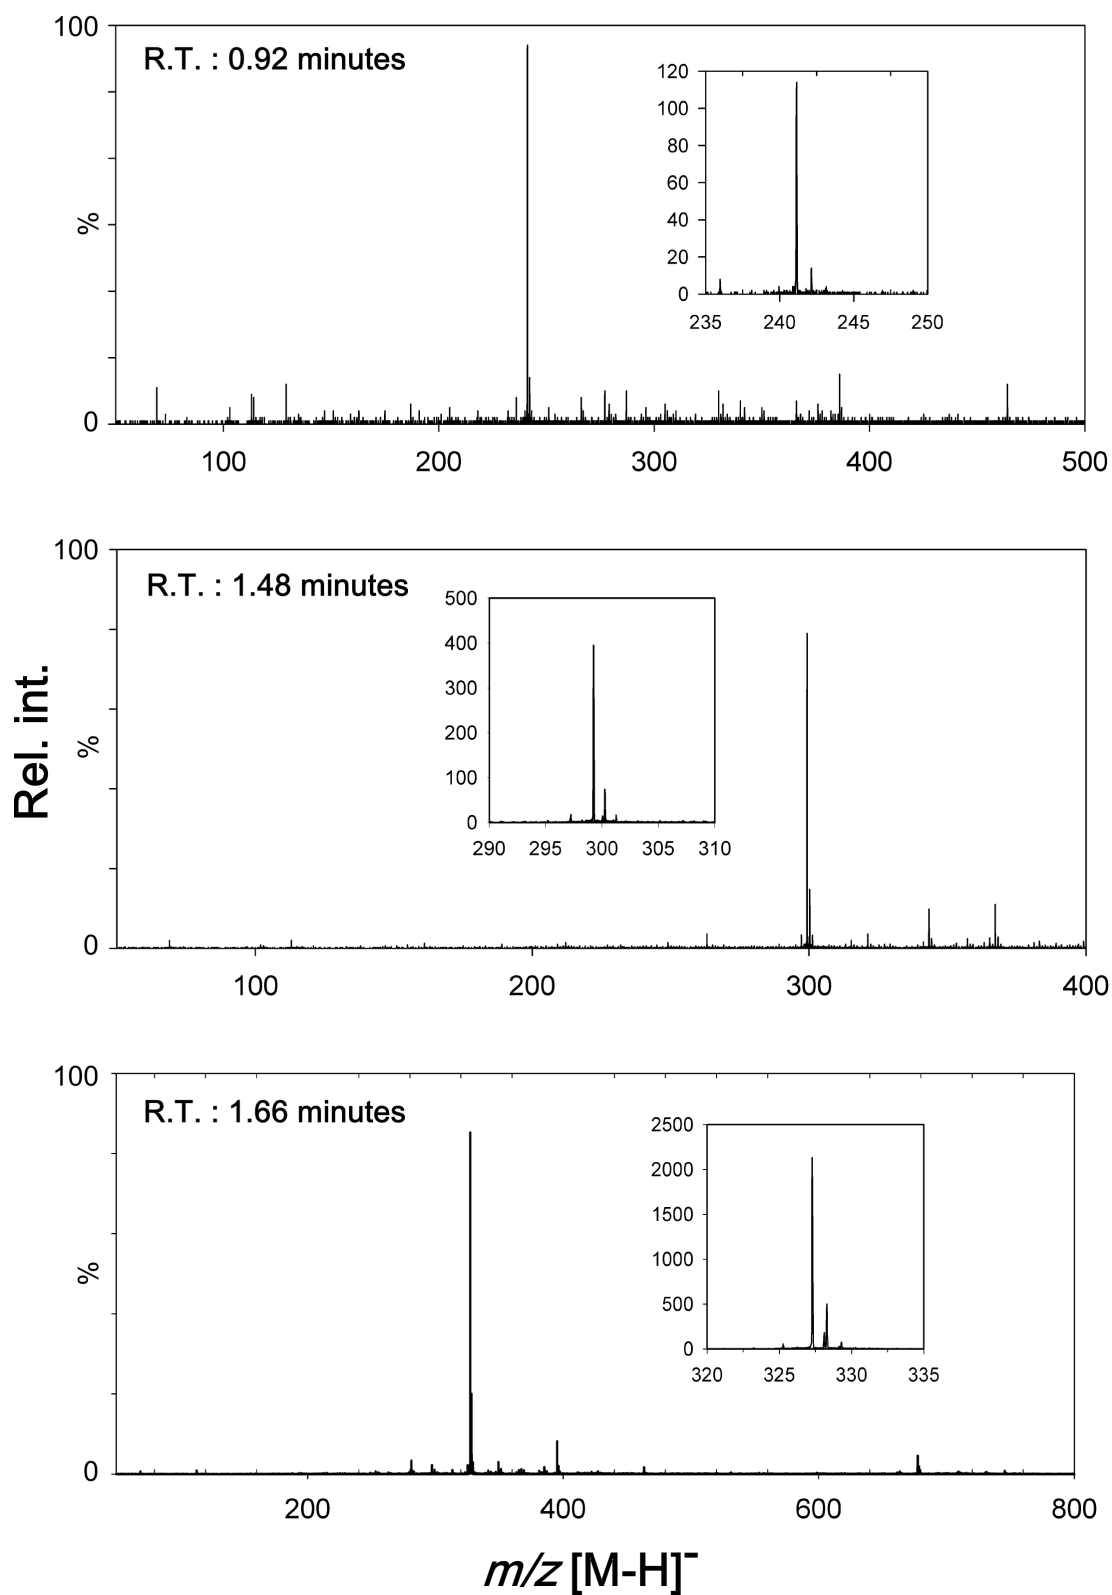 100
R.T. : 0.92 minutes
120
100
80
60
40
20
0
235 240 245 250
%
0
100 200 300 400 500
100
R.T. : 1.48 minutes
500
400
300
200
100
0
290 295 300 305 310
Rel. int.
%
0
100 200 300 400
100
R.T. : 1.66 minutes
2500
2000
1500
1000
500
0
320 325 330 335
%
0
200 400 600 800
m/z [M-H]⁻